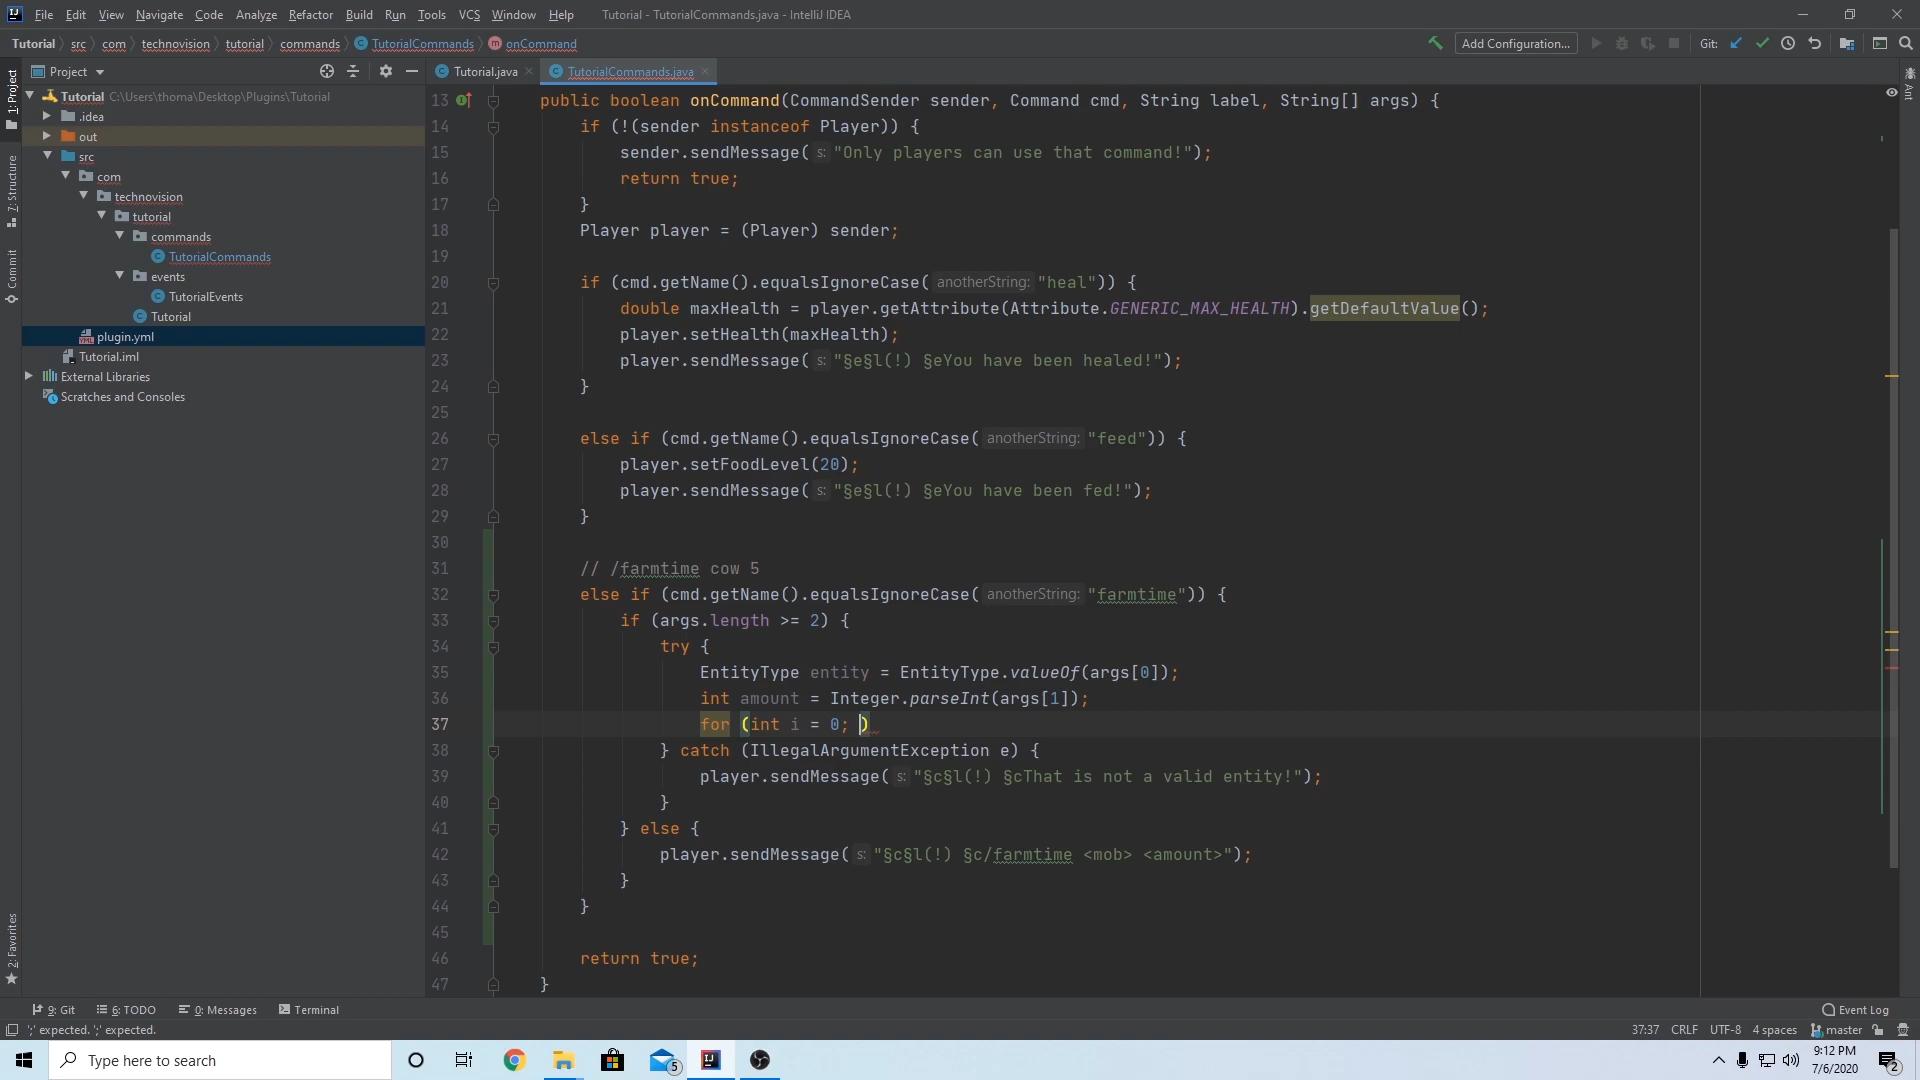 File Edit View Navigate Code Analyze Refactor Build Run Tools VCS Window Help Tutorial - TutorialCommands.java - IntelliJ IDEA
Tutorial src com technovision tutorial commands TutorialCommands onCommand Add Configuration... Git:
Project Tutorial.java TutorialCommands.java
1: Project
7: Structure
Commit
2: Favorites
Ant
Tutorial C:\Users\thoma\Desktop\Plugins\Tutorial
.idea
out
src
com
technovision
tutorial
commands
TutorialCommands
events
TutorialEvents
Tutorial
plugin.yml
Tutorial.iml
External Libraries
Scratches and Consoles
13 public boolean onCommand(CommandSender sender, Command cmd, String label, String[] args) {
14 if (!(sender instanceof Player)) {
15 sender.sendMessage( s: "Only players can use that command!");
16 return true;
17 }
18 Player player = (Player) sender;
19
20 if (cmd.getName().equalsIgnoreCase( anotherString: "heal")) {
21 double maxHealth = player.getAttribute(Attribute.GENERIC_MAX_HEALTH).getDefaultValue();
22 player.setHealth(maxHealth);
23 player.sendMessage( s: "§e§l(!) §eYou have been healed!");
24 }
25
26 else if (cmd.getName().equalsIgnoreCase( anotherString: "feed")) {
27 player.setFoodLevel(20);
28 player.sendMessage( s: "§e§l(!) §eYou have been fed!");
29 }
30
31 // /farmtime cow 5
32 else if (cmd.getName().equalsIgnoreCase( anotherString: "farmtime")) {
33 if (args.length >= 2) {
34 try {
35 EntityType entity = EntityType.valueOf(args[0]);
36 int amount = Integer.parseInt(args[1]);
37 for (int i = 0; )
38 } catch (IllegalArgumentException e) {
39 player.sendMessage( s: "§c§l(!) §cThat is not a valid entity!");
40 }
41 } else {
42 player.sendMessage( s: "§c§l(!) §c/farmtime <mob> <amount>");
43 }
44 }
45
46 return true;
47 }
9: Git 6: TODO 0: Messages Terminal Event Log
';' expected. ';' expected. 37:37 CRLF UTF-8 4 spaces master
Type here to search 5 9:12 PM
7/6/2020 2